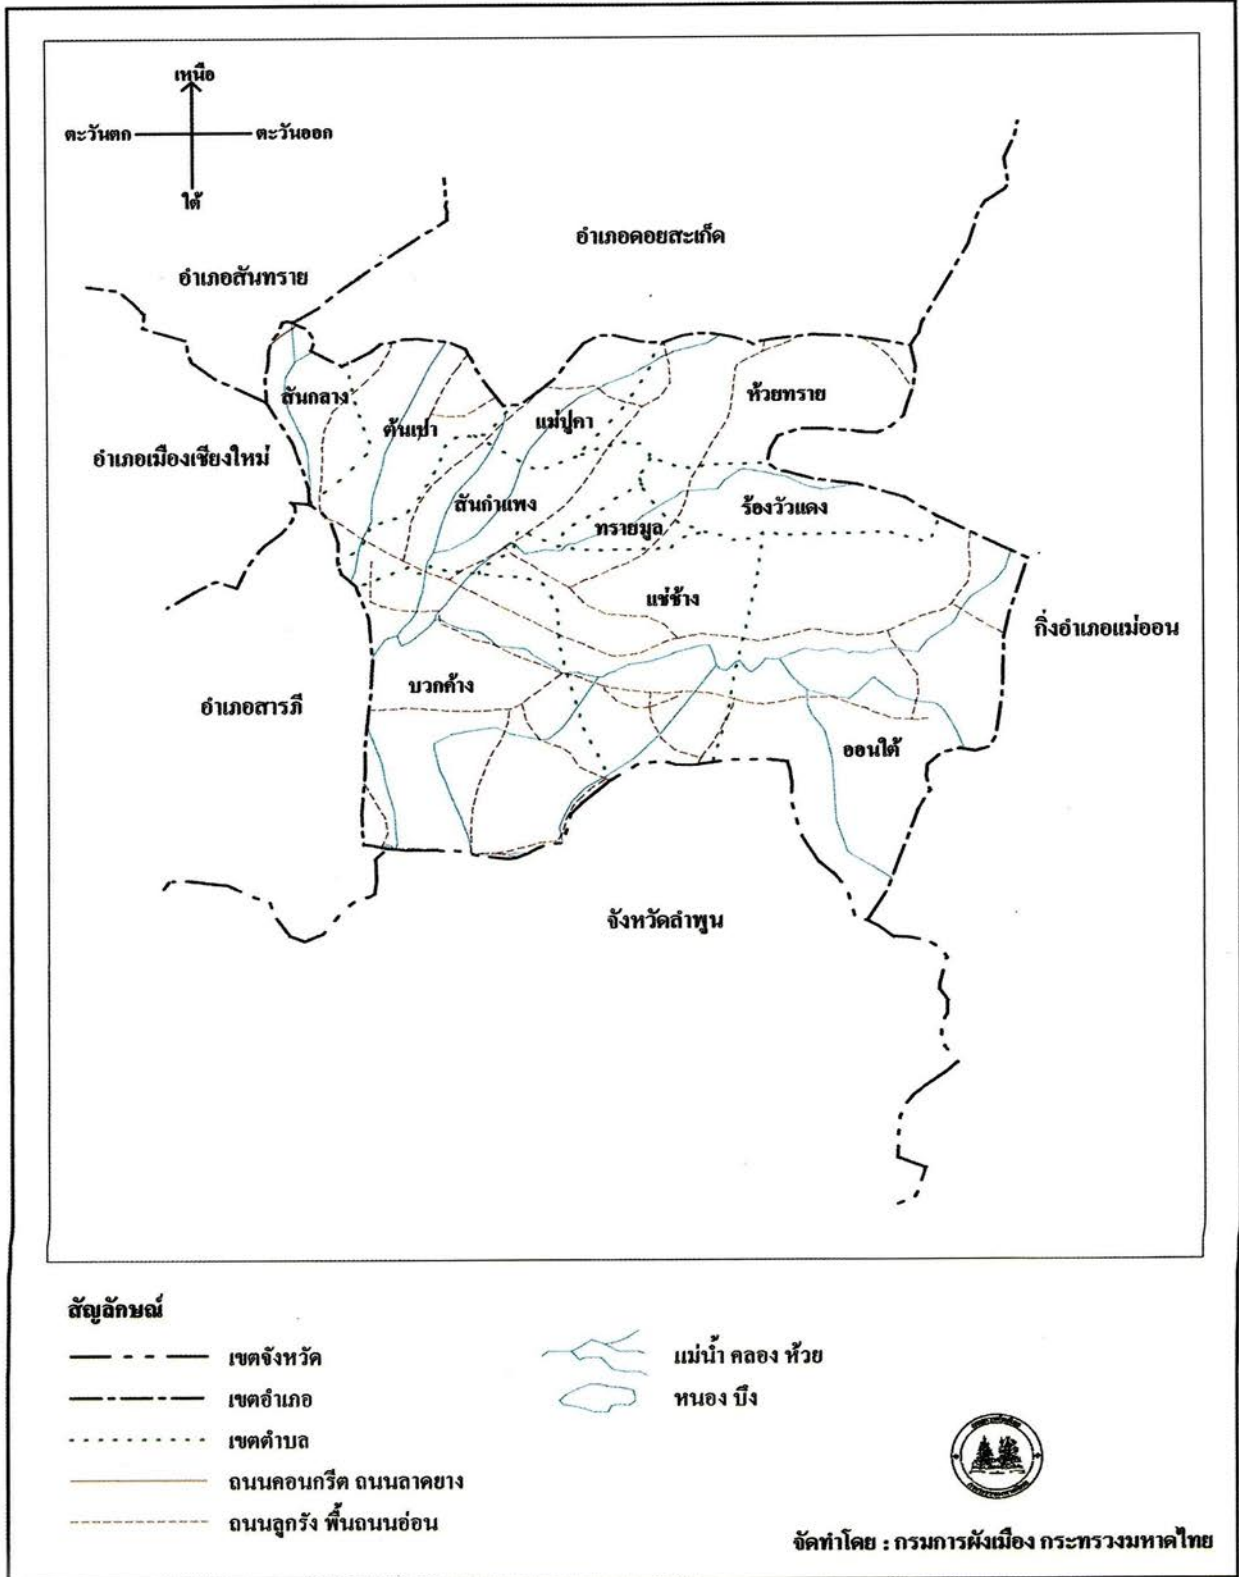 เหนือ
ตะวันตก
ตะวันออก
ใต้
อำเภอดอยสะเก็ด
อำเภอสันทราย
ห้วยทราย
สันกลาง
แม่ปูคา
ต้นเปา
อำเภอเมืองเชียงใหม่
สันกำแพง
ร้องวัวแดง
ทรายมูล
แช่ช้าง
กิ่งอำเภอแม่ออน
บวกค้าง
อำเภอสารภี
ออนใต้
จังหวัดลำพูน
สัญลักษณ์
เขตจังหวัด
เขตอำเภอ
เขตตำบล
ถนนคอนกรีต ถนนลาดยาง
ถนนลูกรัง พื้นถนนอ่อน
แม่น้ำ คลอง ห้วย
หนอง บึง
จัดทำโดย : กรมการผังเมือง กระทรวงมหาดไทย